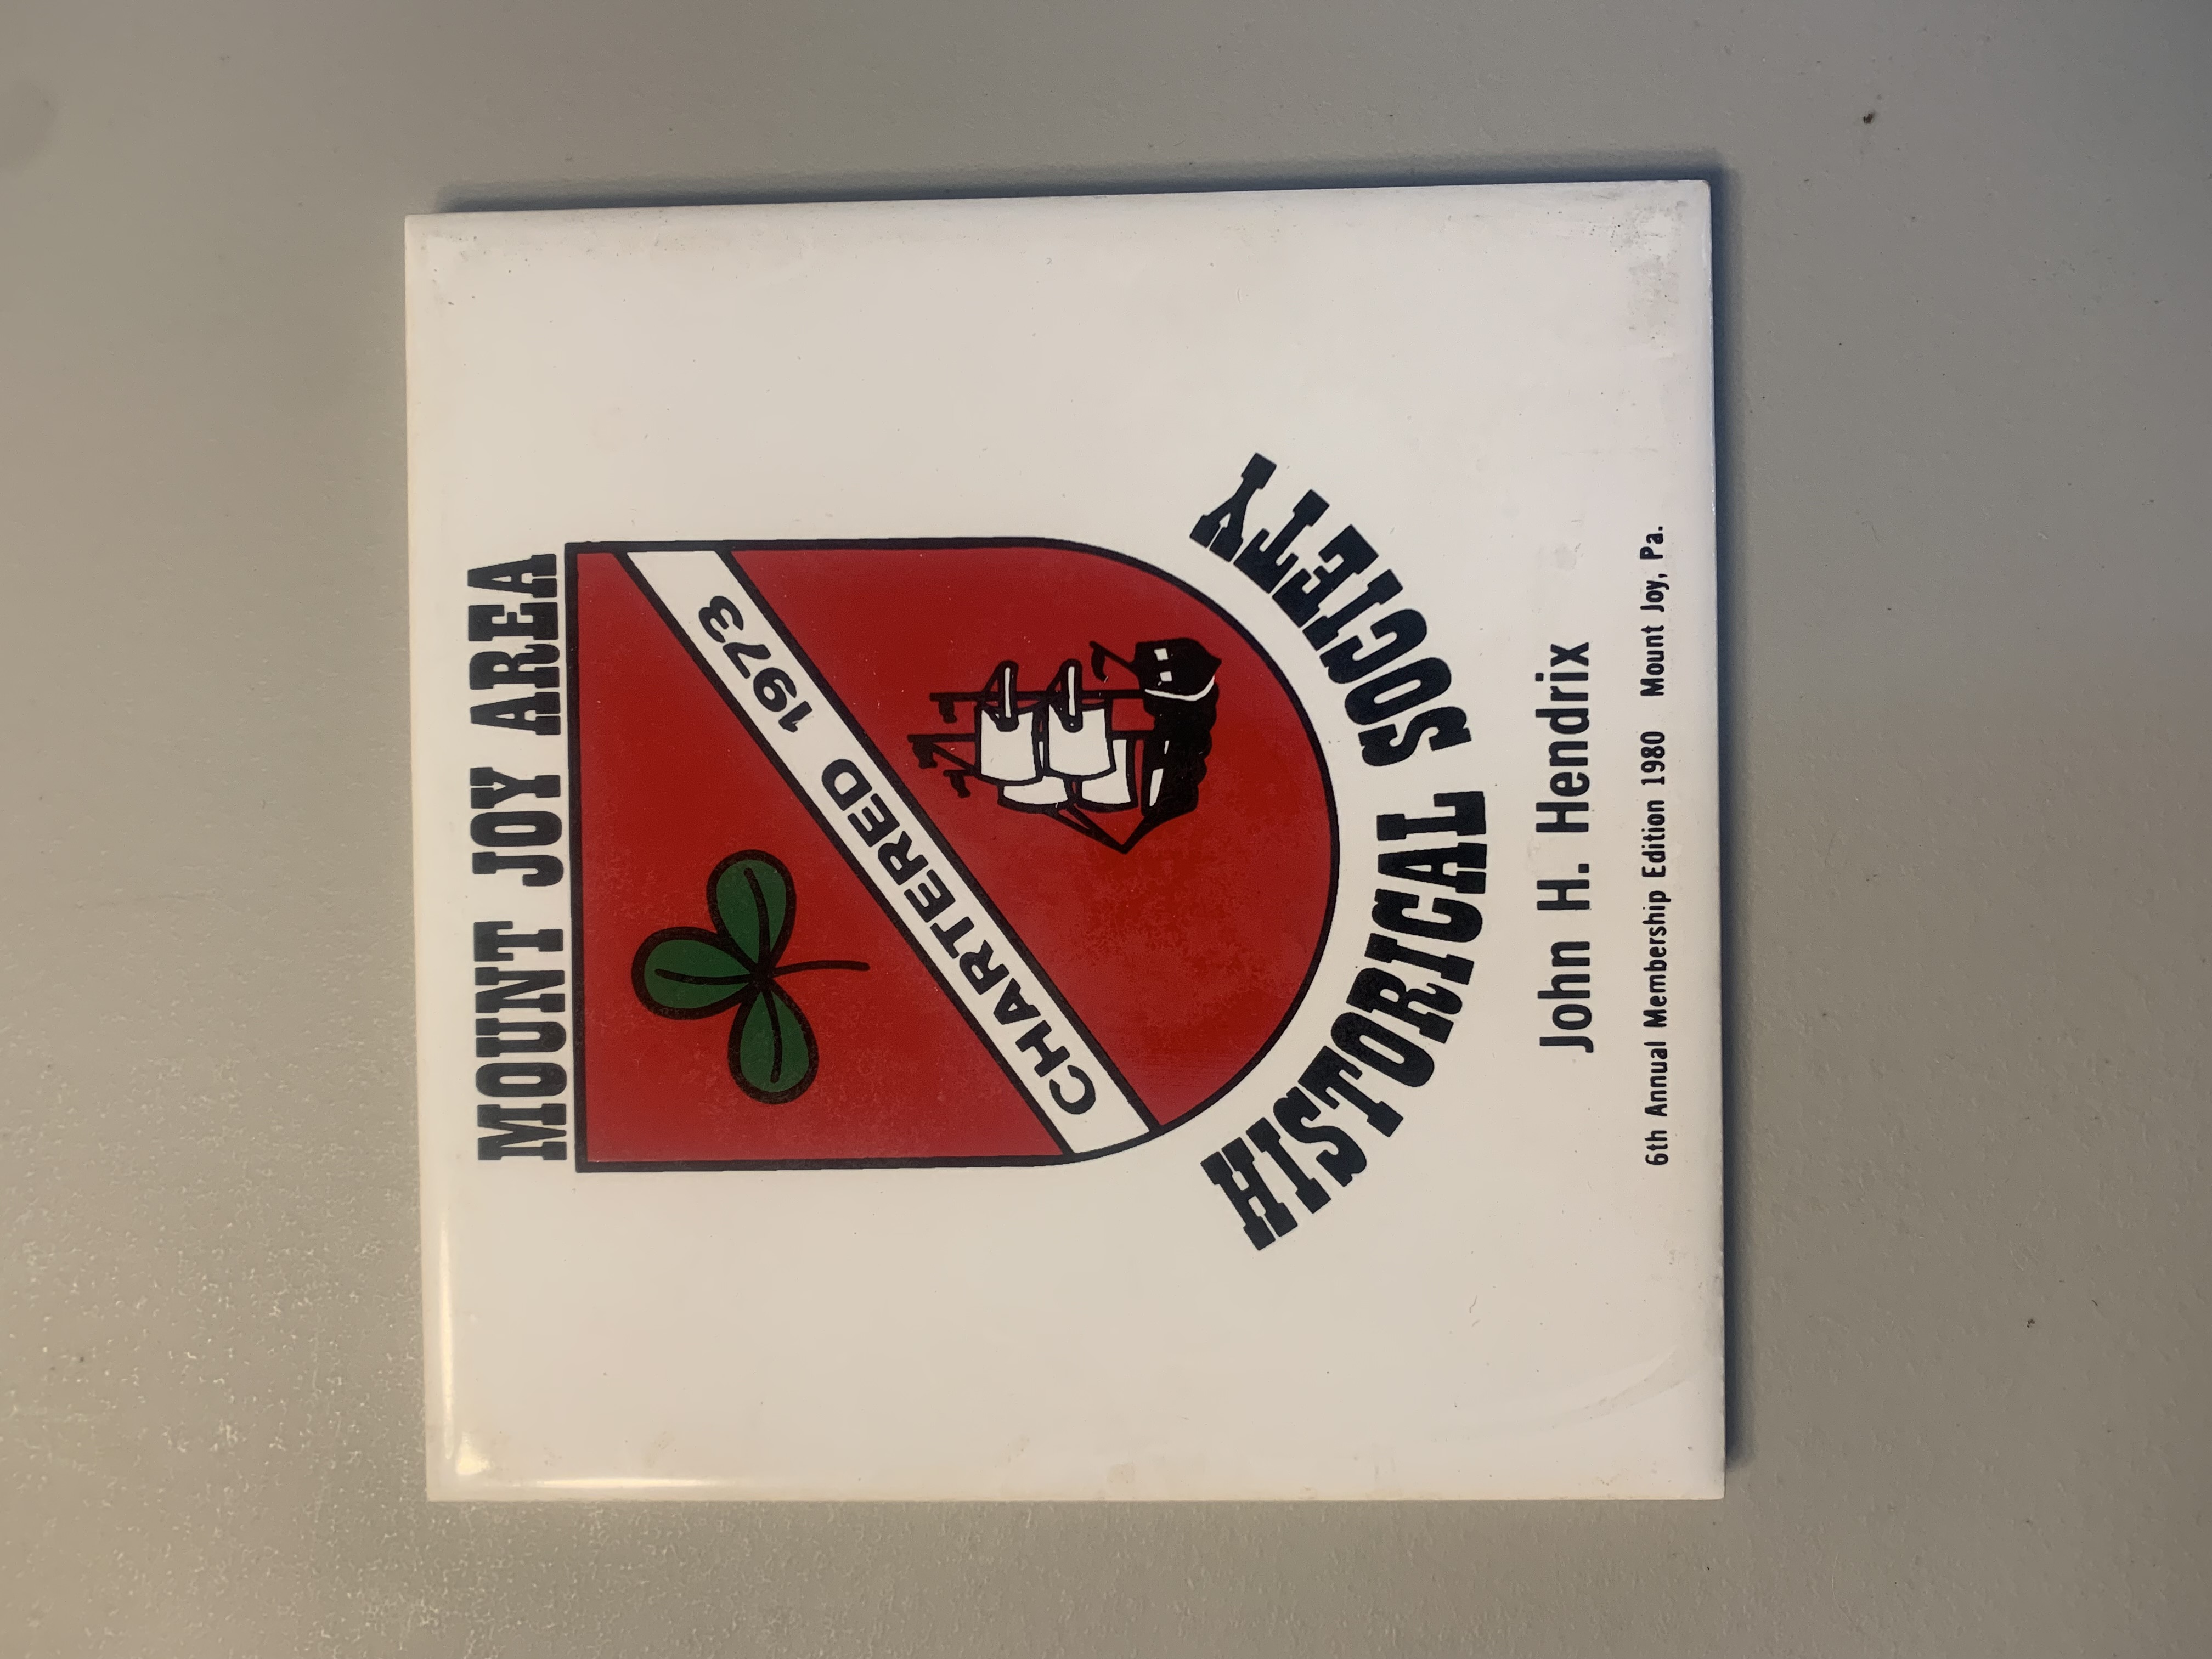 MOUNT JOY AREA
CHARTERED 1973
HISTORICAL SOCIETY
John H. Hendrix
6th Annual Membership Edition 1980 Mount Joy, Pa.